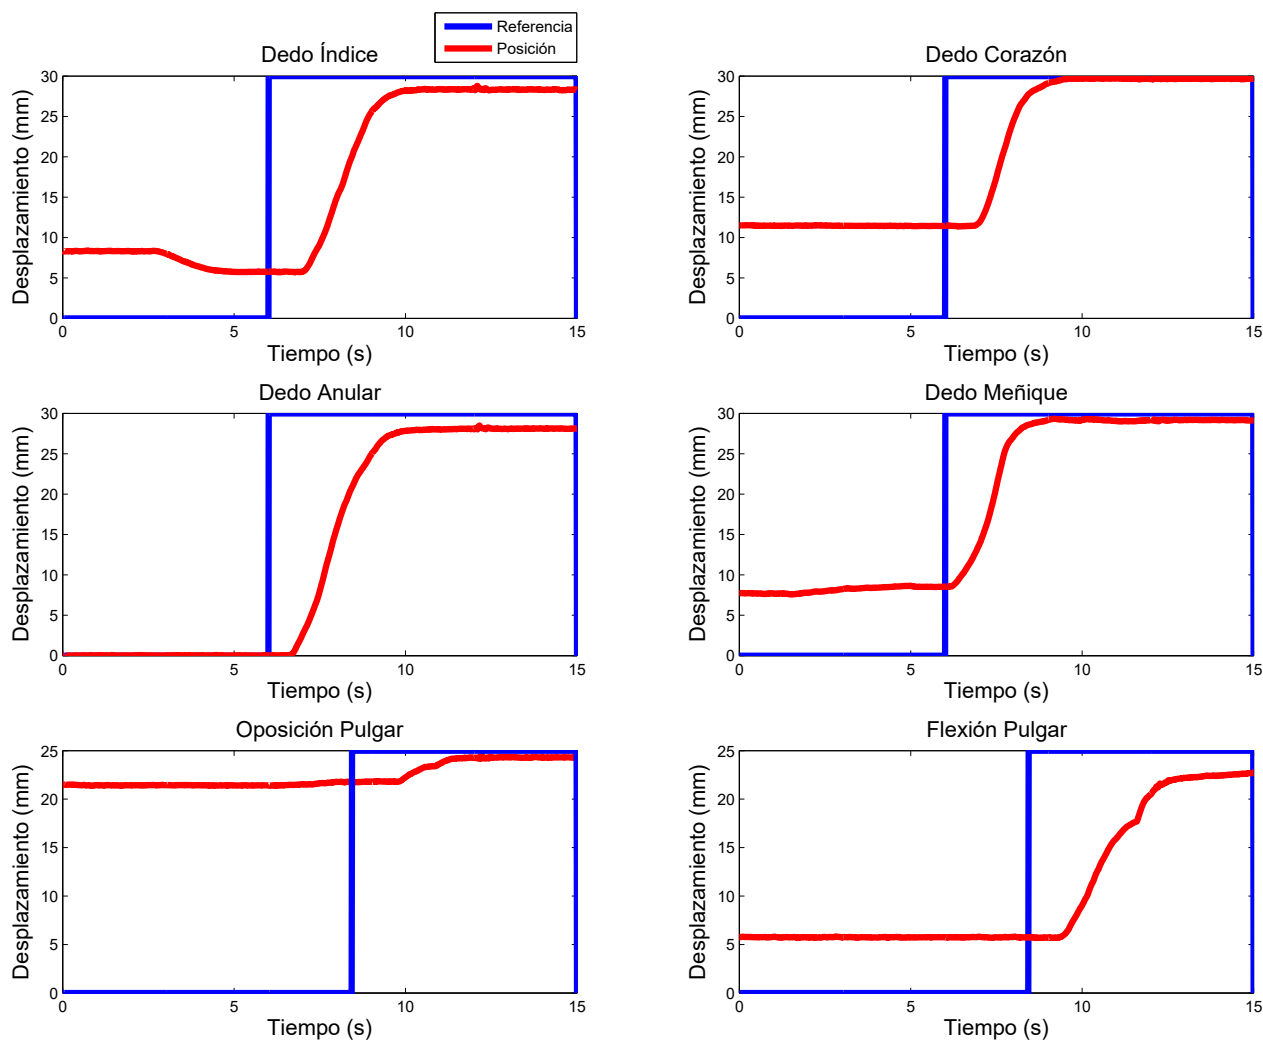 Referencia
Posición
Dedo Índice
30
25
20
15
10
5
0
Desplazamiento (mm)
0 5 10 15
Tiempo (s)
Dedo Corazón
30
25
20
15
10
5
0
Desplazamiento (mm)
0 5 10 15
Tiempo (s)
Dedo Anular
30
25
20
15
10
5
0
Desplazamiento (mm)
0 5 10 15
Tiempo (s)
Dedo Meñique
30
25
20
15
10
5
0
Desplazamiento (mm)
0 5 10 15
Tiempo (s)
Oposición Pulgar
25
20
15
10
5
0
Desplazamiento (mm)
0 5 10 15
Tiempo (s)
Flexión Pulgar
25
20
15
10
5
0
Desplazamiento (mm)
0 5 10 15
Tiempo (s)